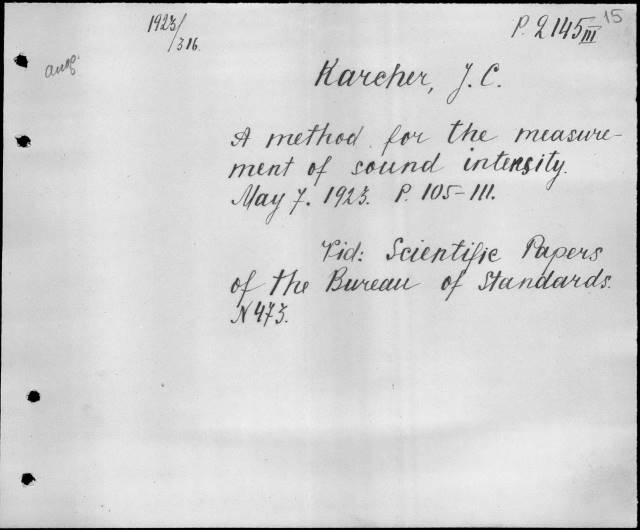 1923/316.
P. 2145 III
15
англ.
Karcher, J. C.
A method for the measure-
ment of sound intensity.
May 7. 1923. P. 105-111.
Vid: Scientific Papers
of the Bureau of Standards.
N 473.